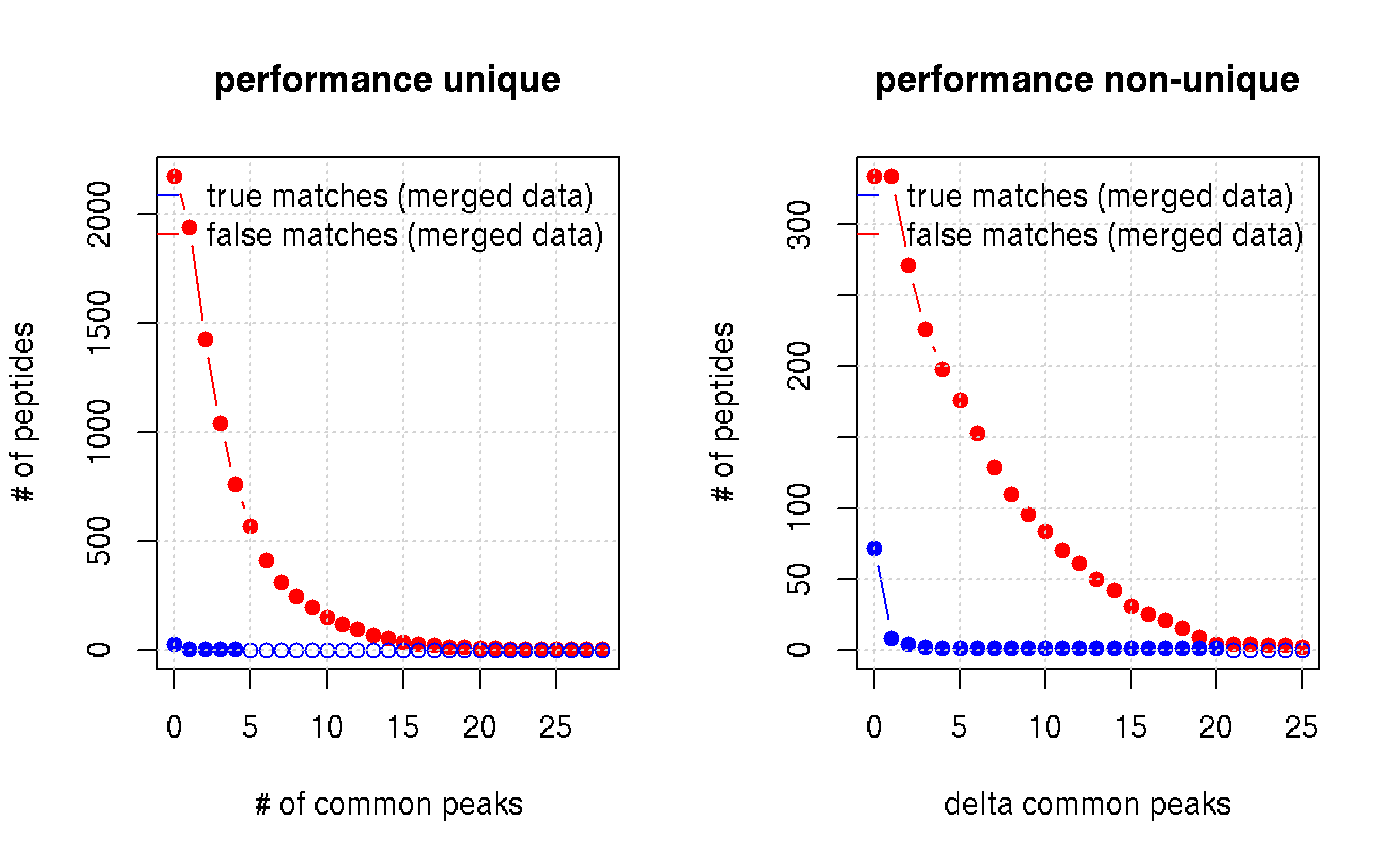 performance unique
true matches (merged data)
false matches (merged data)
# of peptides
0
500
1000
1500
2000
0 5 10 15 20 25
# of common peaks
performance non-unique
true matches (merged data)
false matches (merged data)
# of peptides
0
50
100
200
300
0 5 10 15 20 25
delta common peaks